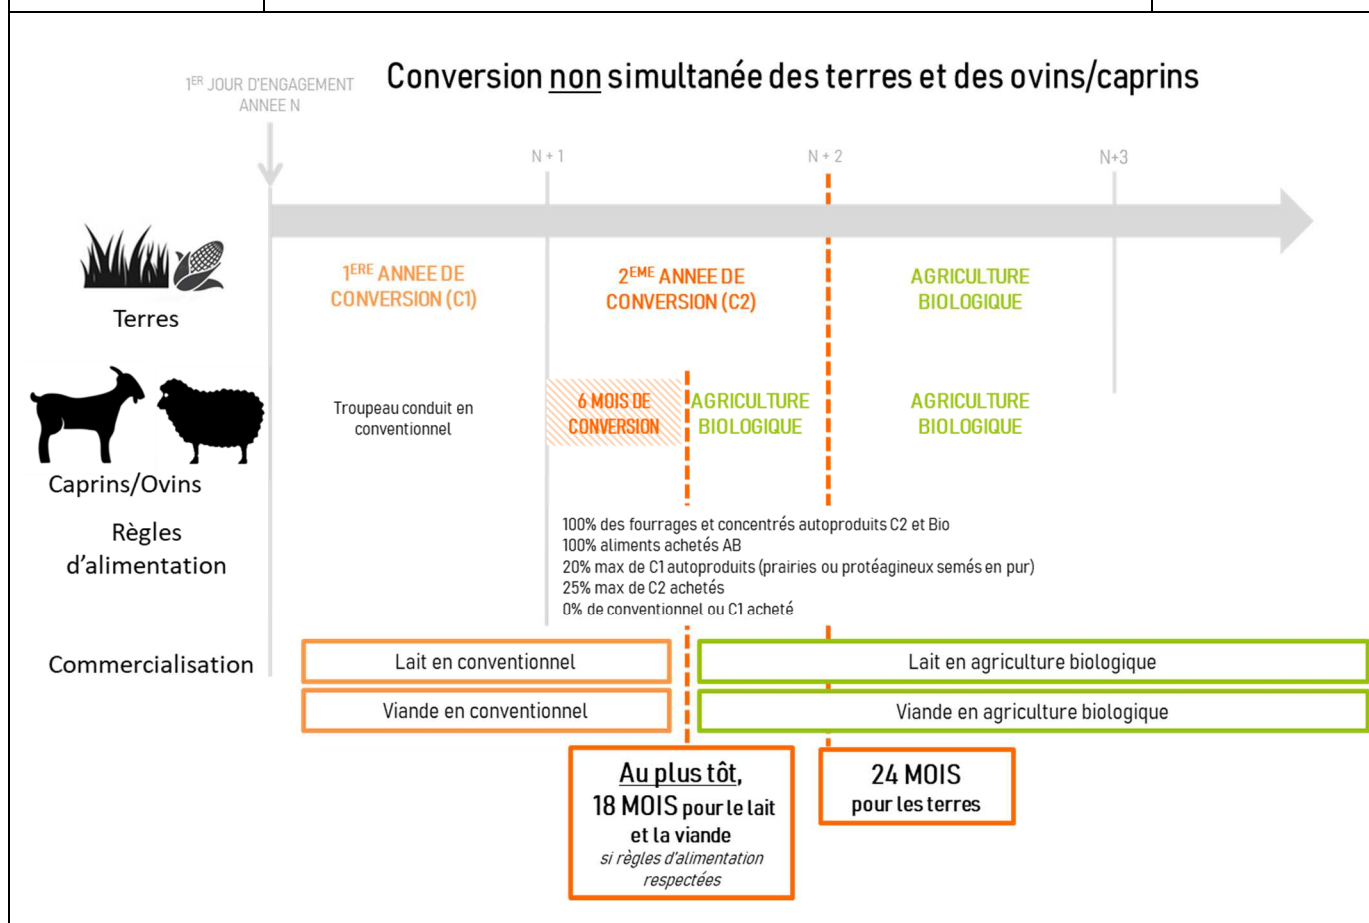 Conversion non simultanée des terres et des ovins/caprins
1ER JOUR D'ENGAGEMENT
ANNEE N
N + 1
N + 2
N+3
Terres
1ERE ANNEE DE
CONVERSION (C1)
2EME ANNEE DE
CONVERSION (C2)
AGRICULTURE
BIOLOGIQUE
Caprins/Ovins
Troupeau conduit en
conventionnel
6 MOIS DE
CONVERSION
AGRICULTURE
BIOLOGIQUE
AGRICULTURE
BIOLOGIQUE
Règles
d'alimentation
100% des fourrages et concentrés autoproduits C2 et Bio
100% aliments achetés AB
20% max de C1 autoproduits (prairies ou protéagineux semés en pur)
25% max de C2 achetés
0% de conventionnel ou C1 acheté
Commercialisation
Lait en conventionnel
Lait en agriculture biologique
Viande en conventionnel
Viande en agriculture biologique
Au plus tôt,
18 MOIS pour le lait
et la viande
si règles d'alimentation
respectées
24 MOIS
pour les terres